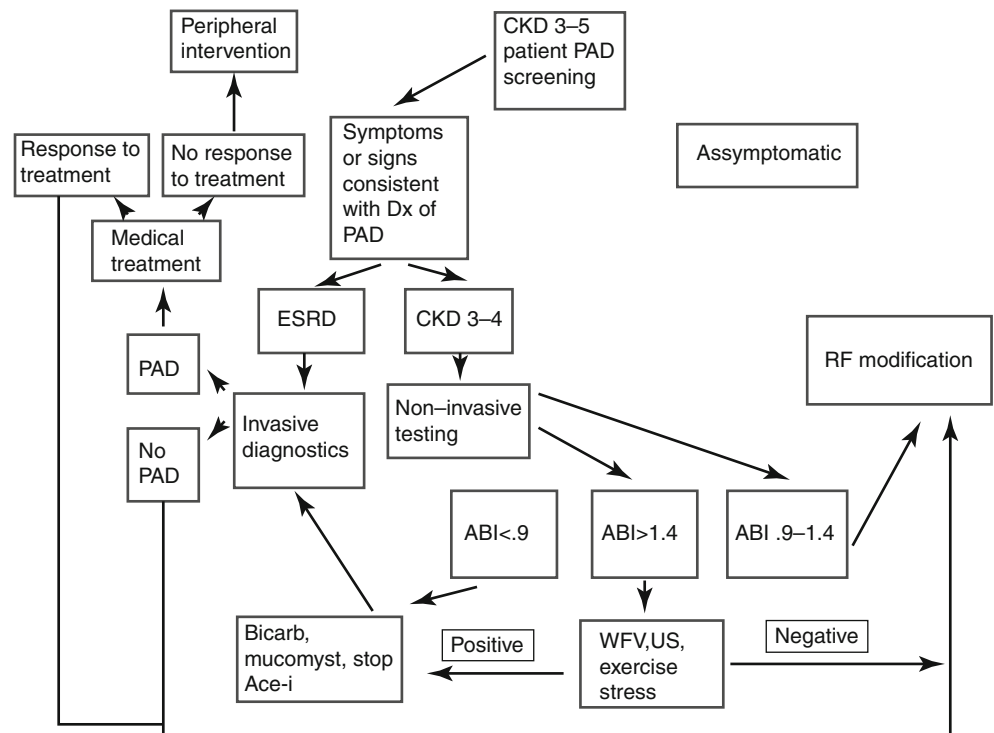 Peripheral
intervention
CKD 3–5
patient PAD
screening
Response to
treatment
No response
to treatment
Symptoms
or signs
consistent
with Dx of
PAD
Assymptomatic
Medical
treatment
ESRD
CKD 3–4
RF modification
PAD
Invasive
diagnostics
Non–invasive
testing
No
PAD
ABI<.9
ABI>1.4
ABI .9–1.4
Bicarb,
mucomyst, stop
Ace-i
Positive
WFV,US,
exercise
stress
Negative